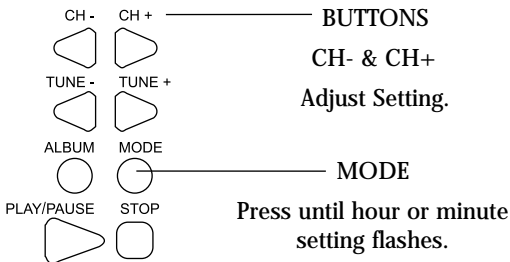 CH - CH + BUTTONS
CH- & CH+
TUNE - TUNE +
Adjust Setting.
ALBUM MODE
MODE
PLAY/PAUSE STOP
Press until hour or minute
setting flashes.